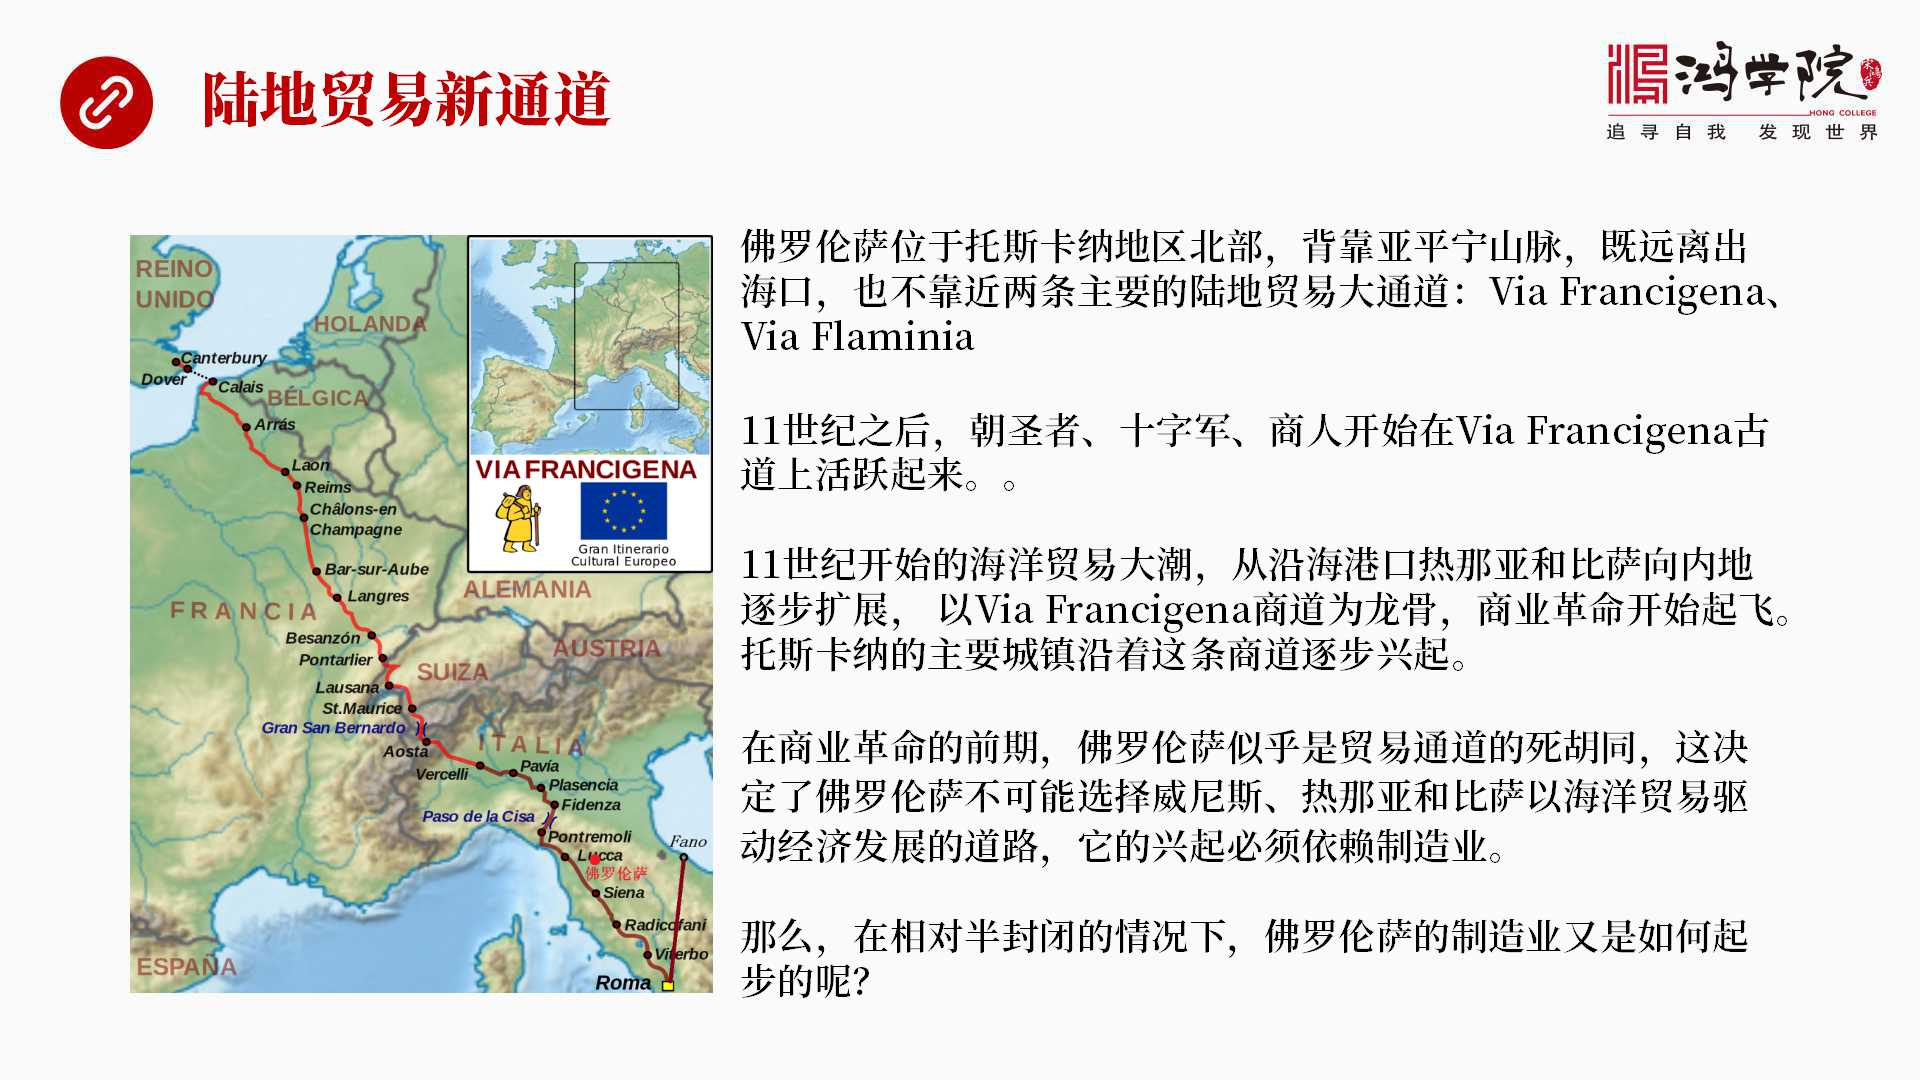 陆地贸易新通道
鸿学院
宋鸿兵
HONG COLLEGE
追寻自我 发现世界
REINO
UNIDO
HOLANDA
Canterbury
Dover
Calais
BÉLGICA
Arrás
Laon
Reims
Châlons-en
Champagne
Bar-sur-Aube
Langres
FRANCIA
ALEMANIA
Besanzón
Pontarlier
AUSTRIA
SUIZA
Lausana
St.Maurice
Gran San Bernardo
ITALIA
Aosta
Vercelli
Pavía
Plasencia
Fidenza
Paso de la Cisa
Pontremoli
Fano
Lucca
佛罗伦萨
Siena
Radicofani
Viterbo
ESPAÑA
Roma
VIA FRANCIGENA
Gran Itinerario
Cultural Europeo
佛罗伦萨位于托斯卡纳地区北部，背靠亚平宁山脉，既远离出
海口，也不靠近两条主要的陆地贸易大通道：Via Francigena、
Via Flaminia
11世纪之后，朝圣者、十字军、商人开始在Via Francigena古
道上活跃起来。。
11世纪开始的海洋贸易大潮，从沿海港口热那亚和比萨向内地
逐步扩展， 以Via Francigena商道为龙骨，商业革命开始起飞。
托斯卡纳的主要城镇沿着这条商道逐步兴起。
在商业革命的前期，佛罗伦萨似乎是贸易通道的死胡同，这决
定了佛罗伦萨不可能选择威尼斯、热那亚和比萨以海洋贸易驱
动经济发展的道路，它的兴起必须依赖制造业。
那么，在相对半封闭的情况下，佛罗伦萨的制造业又是如何起
步的呢？